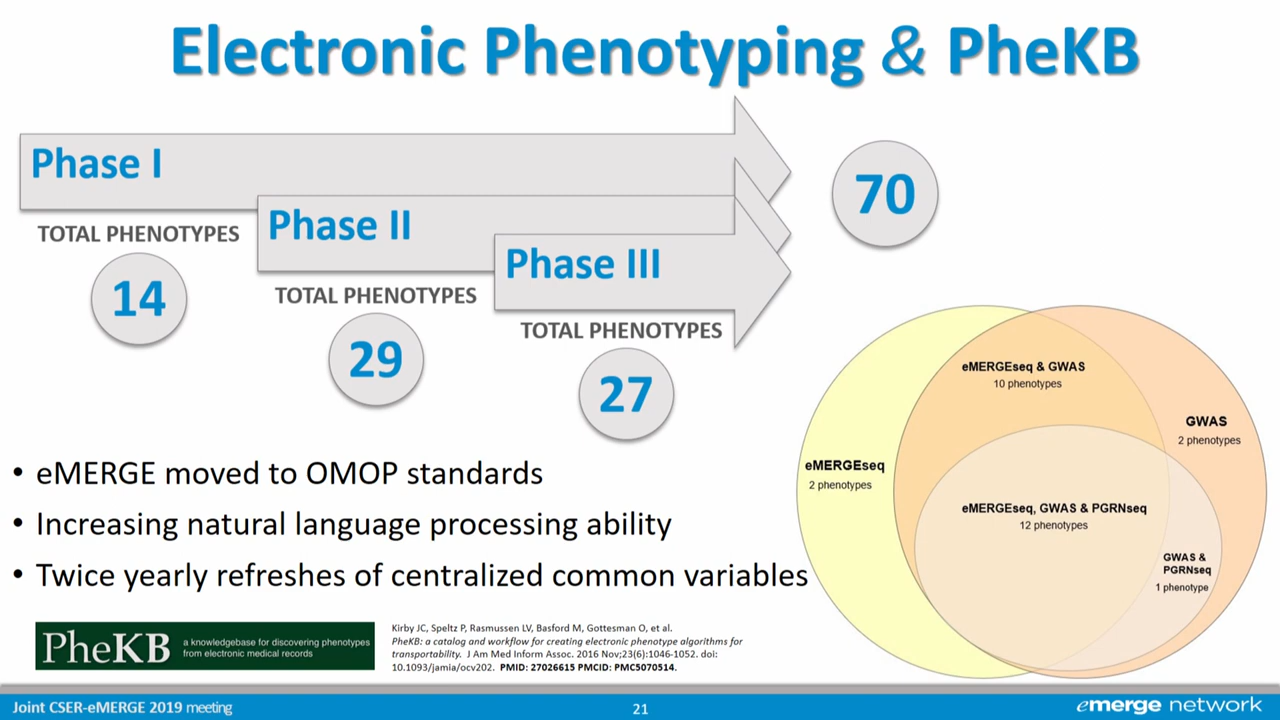 Electronic Phenotyping & PheKB
Phase I
TOTAL PHENOTYPES
14
Phase II
TOTAL PHENOTYPES
29
Phase III
TOTAL PHENOTYPES
27
70
• eMERGE moved to OMOP standards
• Increasing natural language processing ability
• Twice yearly refreshes of centralized common variables
eMERGEseq & GWAS
10 phenotypes
GWAS
2 phenotypes
eMERGEseq
2 phenotypes
eMERGEseq, GWAS & PGRNseq
12 phenotypes
GWAS &
PGRNseq
1 phenotype
PheKB
a knowledgebase for discovering phenotypes
from electronic medical records
Kirby JC, Speltz P, Rasmussen LV, Basford M, Gottesman O, et al.
PheKB: a catalog and workflow for creating electronic phenotype algorithms for
transportability. J Am Med Inform Assoc. 2016 Nov;23(6):1046-1052. doi:
10.1093/jamia/ocv202. PMID: 27026615 PMCID: PMC5070514.
Joint CSER-eMERGE 2019 meeting
21
emerge network